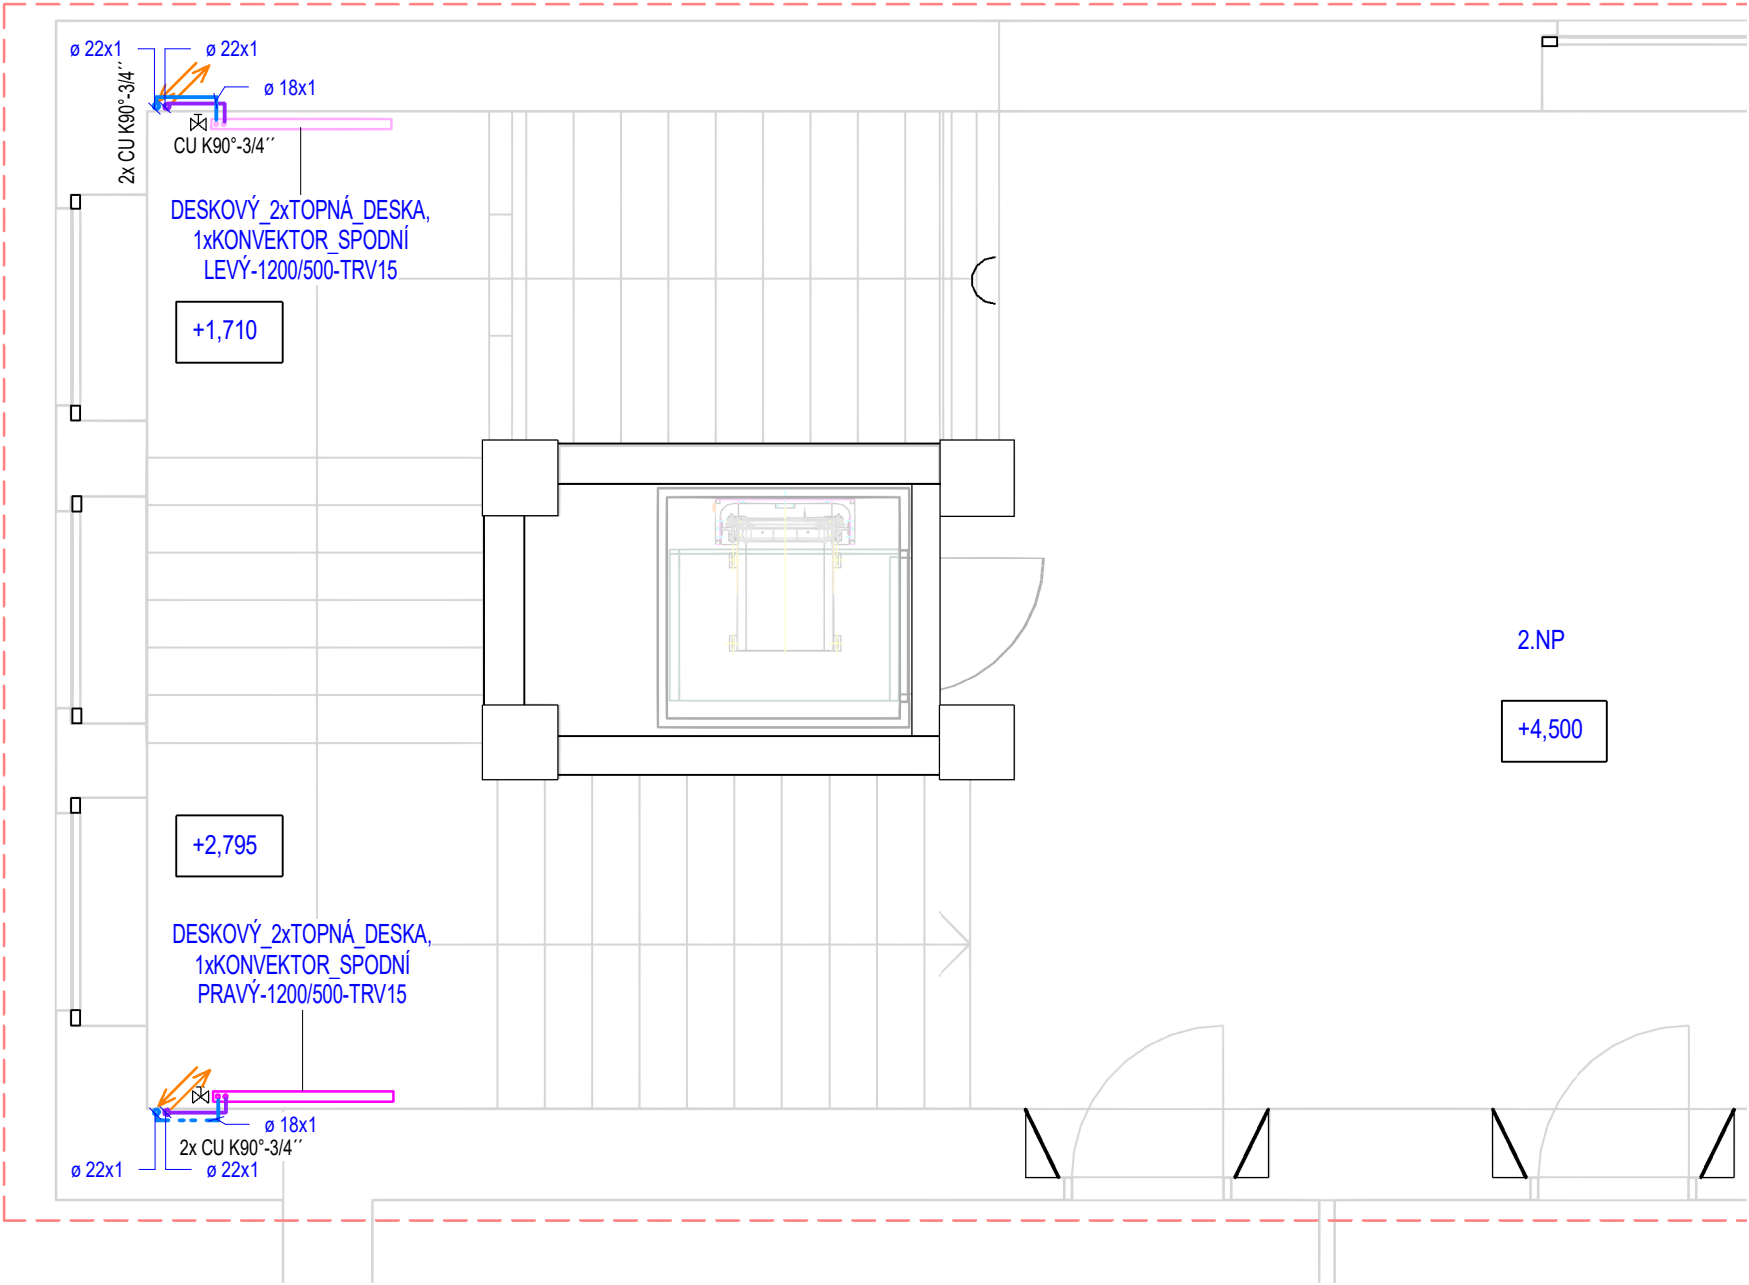 ø 22x1
ø 22x1
ø 18x1
2x CU K90°-3/4´´
CU K90°-3/4´´
DESKOVÝ_2xTOPNÁ_DESKA,
1xKONVEKTOR_SPODNÍ
LEVÝ-1200/500-TRV15
+1,710
2.NP
+4,500
+2,795
DESKOVÝ_2xTOPNÁ_DESKA,
1xKONVEKTOR_SPODNÍ
PRAVÝ-1200/500-TRV15
ø 18x1
2x CU K90°-3/4´´
ø 22x1
ø 22x1